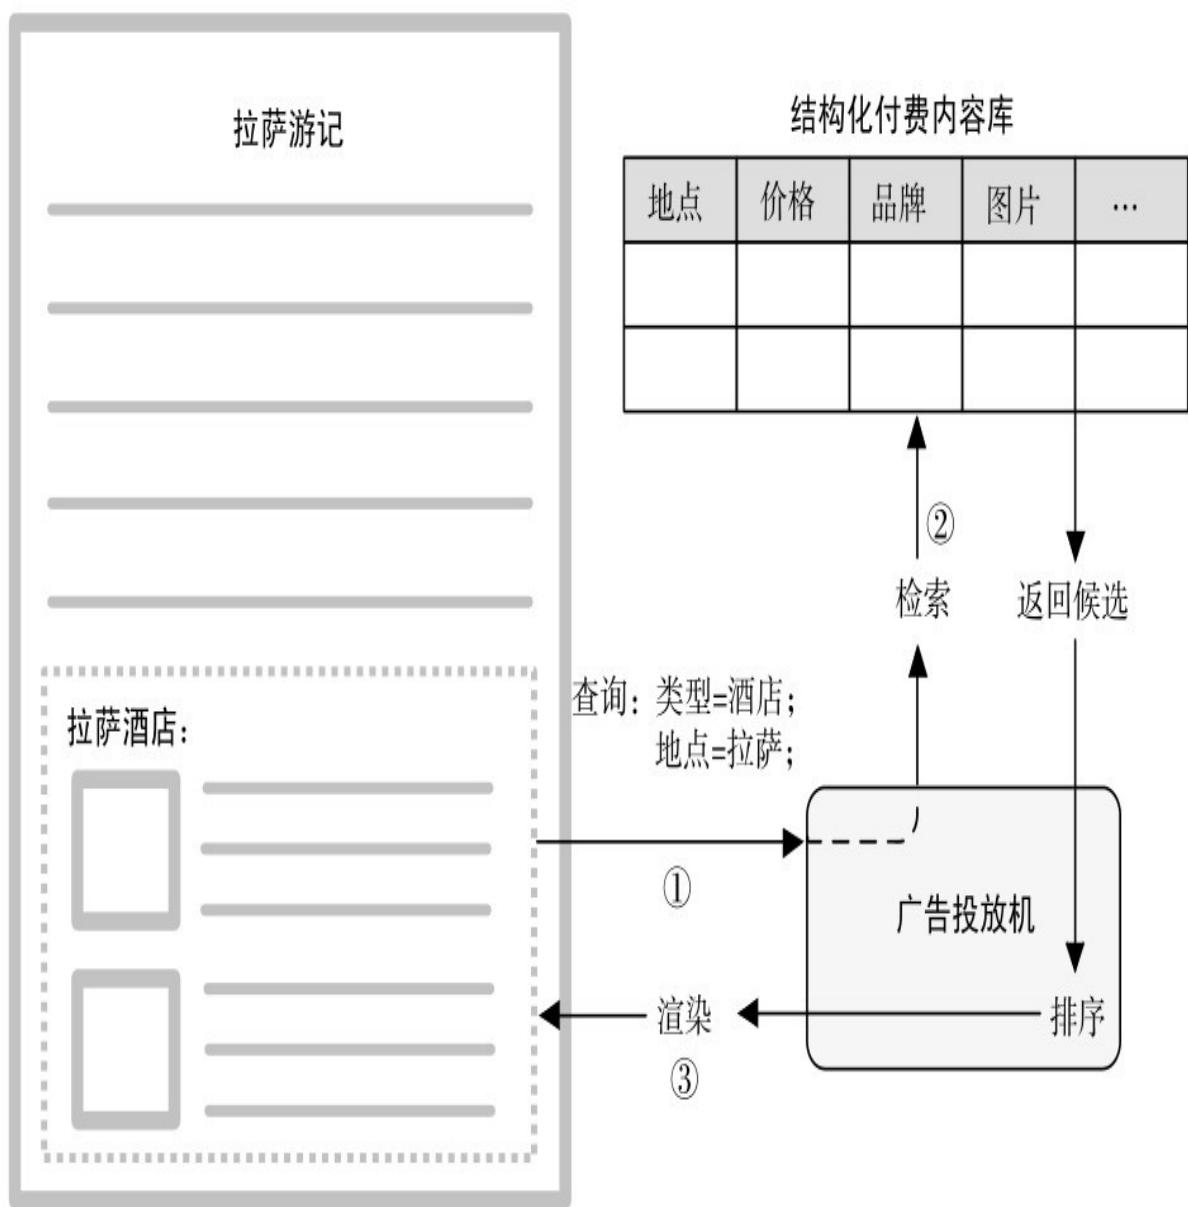 拉萨游记
结构化付费内容库
地点 价格 品牌 图片 …
②
检索 返回候选
查询：类型=酒店；
地点=拉萨；
拉萨酒店：
①
广告投放机
渲染 排序
③